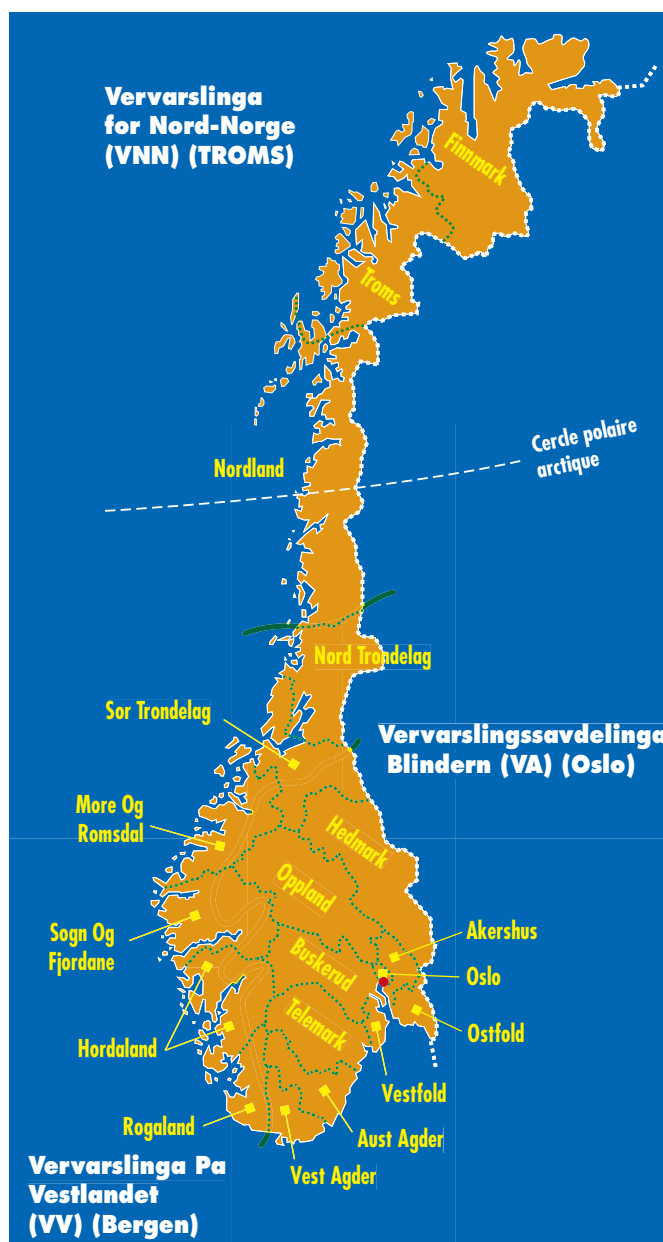 Vervarslinga
for Nord-Norge
(VNN) (TROMS)
Finnmark
Troms
Cercle polaire
arctique
Nordland
Nord Trondelag
Sor Trondelag
Vervarslingssavdelinga
Blindern (VA) (Oslo)
More Og
Romsdal
Hedmark
Oppland
Sogn Og
Fjordane
Akershus
Buskerud
Oslo
Telemark
Ostfold
Hordaland
Vestfold
Rogaland
Aust Agder
Vest Agder
Vervarslinga Pa
Vestlandet
(VV) (Bergen)